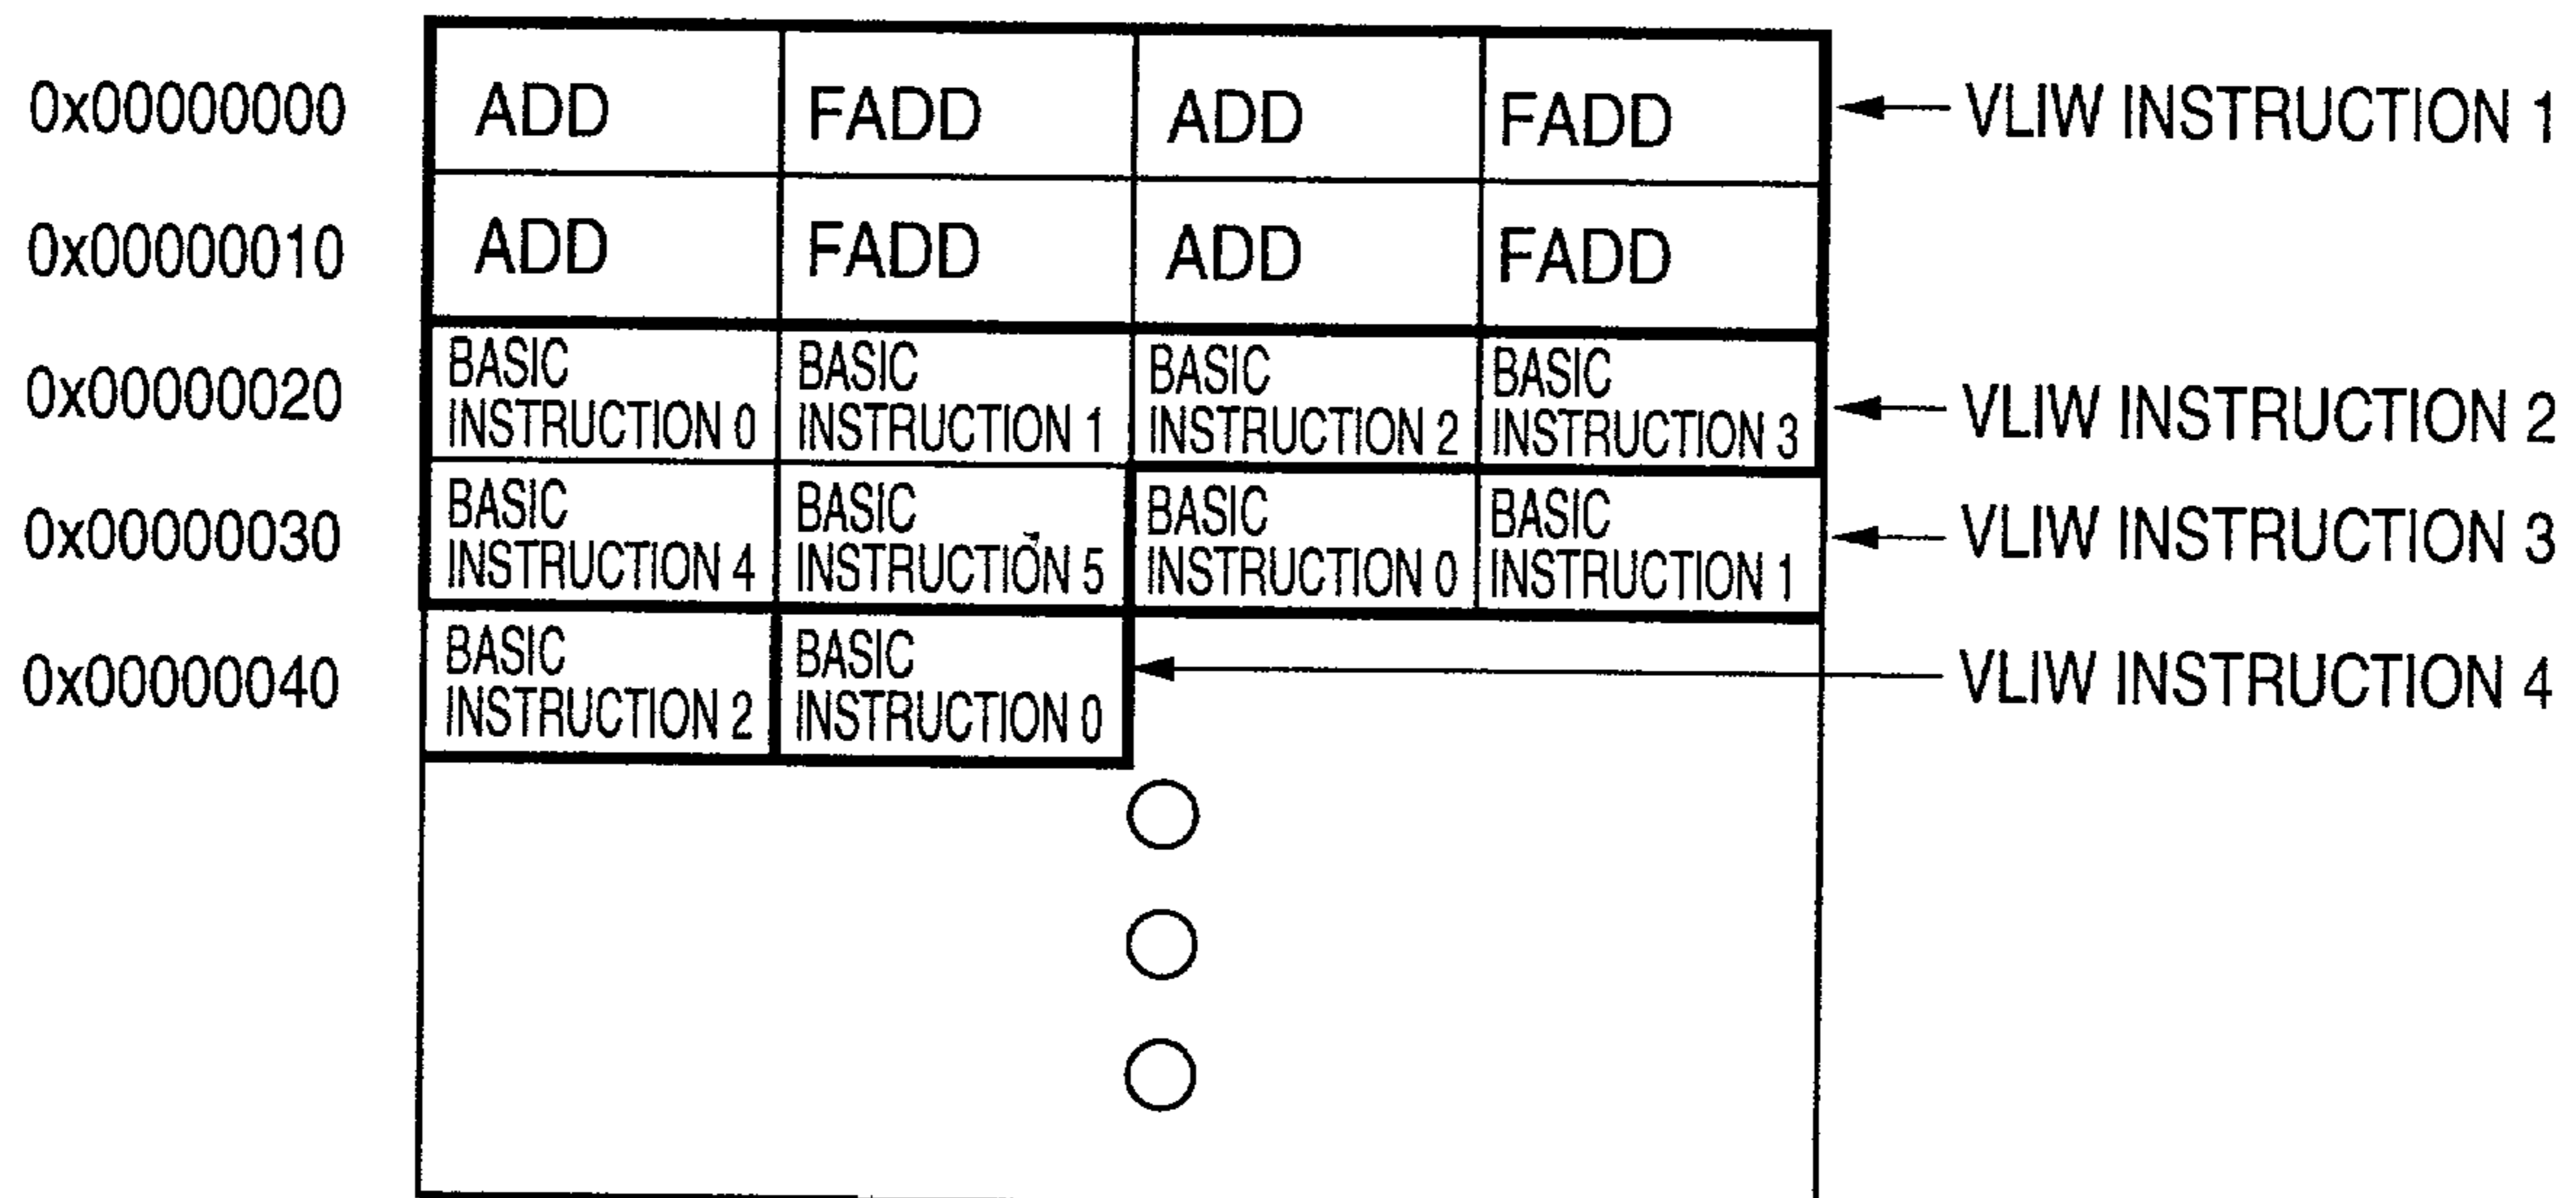 0x00000000 ADD FADD ADD FADD VLIW INSTRUCTION 1
0x00000010 ADD FADD ADD FADD
0x00000020 BASIC INSTRUCTION 0 BASIC INSTRUCTION 1 BASIC INSTRUCTION 2 BASIC INSTRUCTION 3 VLIW INSTRUCTION 2
0x00000030 BASIC INSTRUCTION 4 BASIC INSTRUCTION 5 BASIC INSTRUCTION 0 BASIC INSTRUCTION 1 VLIW INSTRUCTION 3
0x00000040 BASIC INSTRUCTION 2 BASIC INSTRUCTION 0 VLIW INSTRUCTION 4